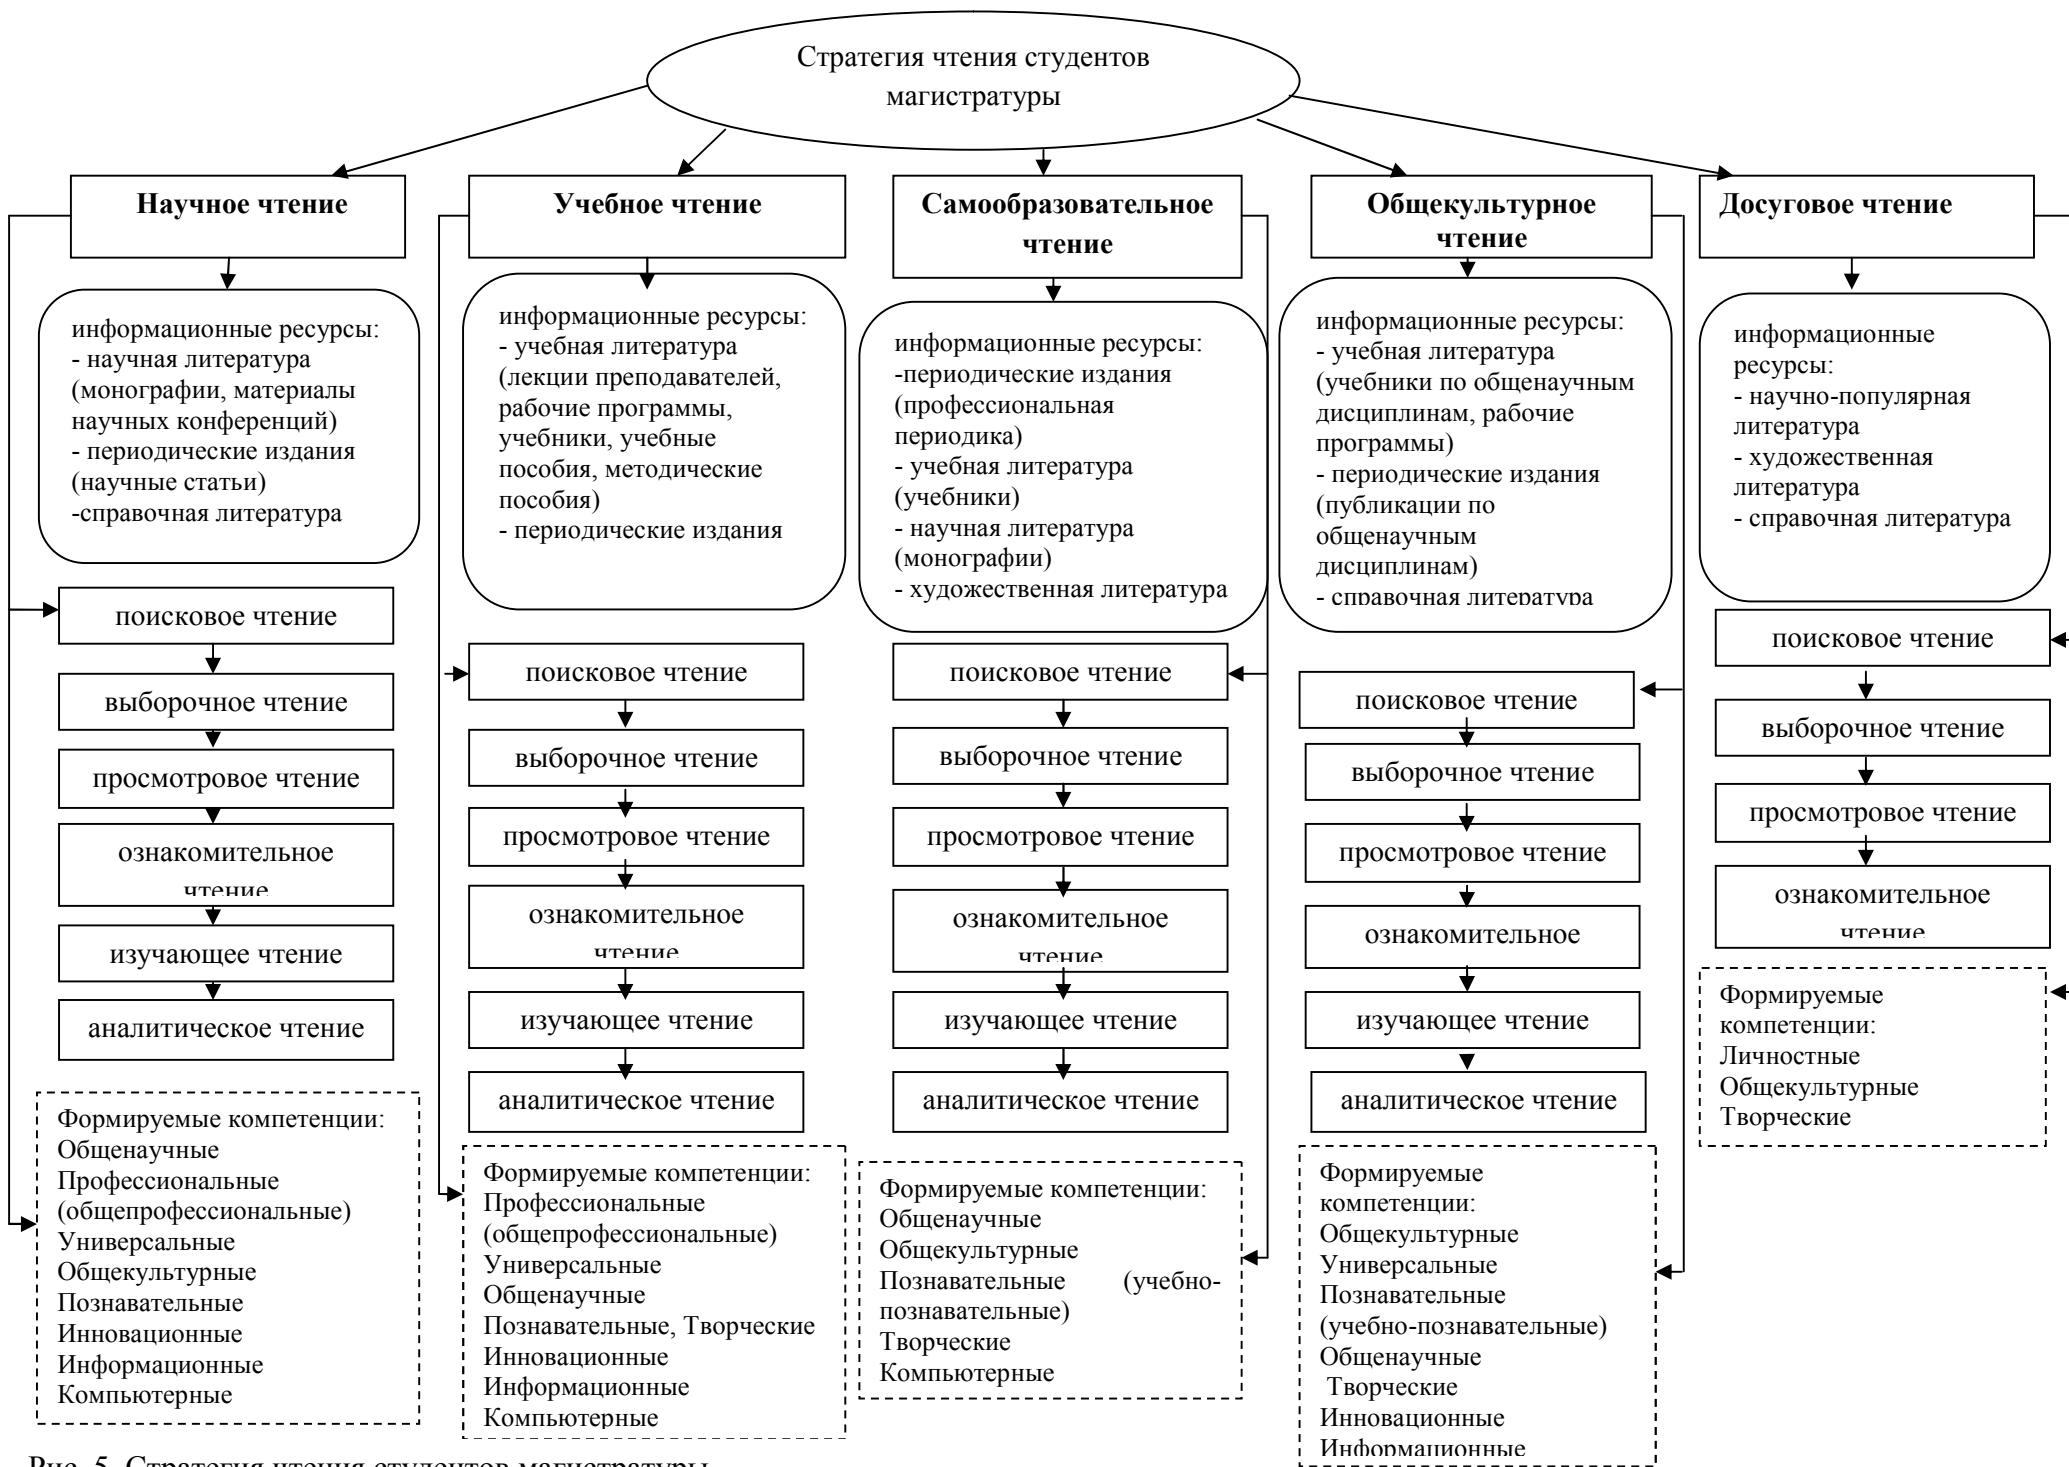 Стратегия чтения студентов
магистратуры
Научное чтение
информационные ресурсы:
- научная литература
(монографии, материалы
научных конференций)
- периодические издания
(научные статьи)
-справочная литература
поисковое чтение
выборочное чтение
просмотровое чтение
ознакомительное
чтение
изучающее чтение
аналитическое чтение
Формируемые компетенции:
Общенаучные
Профессиональные
(общепрофессиональные)
Универсальные
Общекультурные
Познавательные
Инновационные
Информационные
Компьютерные
Учебное чтение
информационные ресурсы:
- учебная литература
(лекции преподавателей,
рабочие программы,
учебники, учебные
пособия, методические
пособия)
- периодические издания
поисковое чтение
выборочное чтение
просмотровое чтение
ознакомительное
чтение
изучающее чтение
аналитическое чтение
Формируемые компетенции:
Профессиональные
(общепрофессиональные)
Универсальные
Общенаучные
Познавательные, Творческие
Инновационные
Информационные
Компьютерные
Самообразовательное
чтение
информационные ресурсы:
-периодические издания
(профессиональная
периодика)
- учебная литература
(учебники)
- научная литература
(монографии)
- художественная литература
поисковое чтение
выборочное чтение
просмотровое чтение
ознакомительное
чтение
изучающее чтение
аналитическое чтение
Формируемые компетенции:
Общенаучные
Общекультурные
Познавательные (учебно-
познавательные)
Творческие
Компьютерные
Общекультурное
чтение
информационные ресурсы:
- учебная литература
(учебники по общенаучным
дисциплинам, рабочие
программы)
- периодические издания
(публикации по
общенаучным
дисциплинам)
- справочная литература
поисковое чтение
выборочное чтение
просмотровое чтение
ознакомительное
изучающее чтение
аналитическое чтение
Формируемые
компетенции:
Общекультурные
Универсальные
Познавательные
(учебно-познавательные)
Общенаучные
Творческие
Инновационные
Информационные
Досуговое чтение
информационные
ресурсы:
- научно-популярная
литература
- художественная
литература
- справочная литература
поисковое чтение
выборочное чтение
просмотровое чтение
ознакомительное
чтение
Формируемые
компетенции:
Личностные
Общекультурные
Творческие
Рис. 5. Стратегия чтения студентов магистратуры